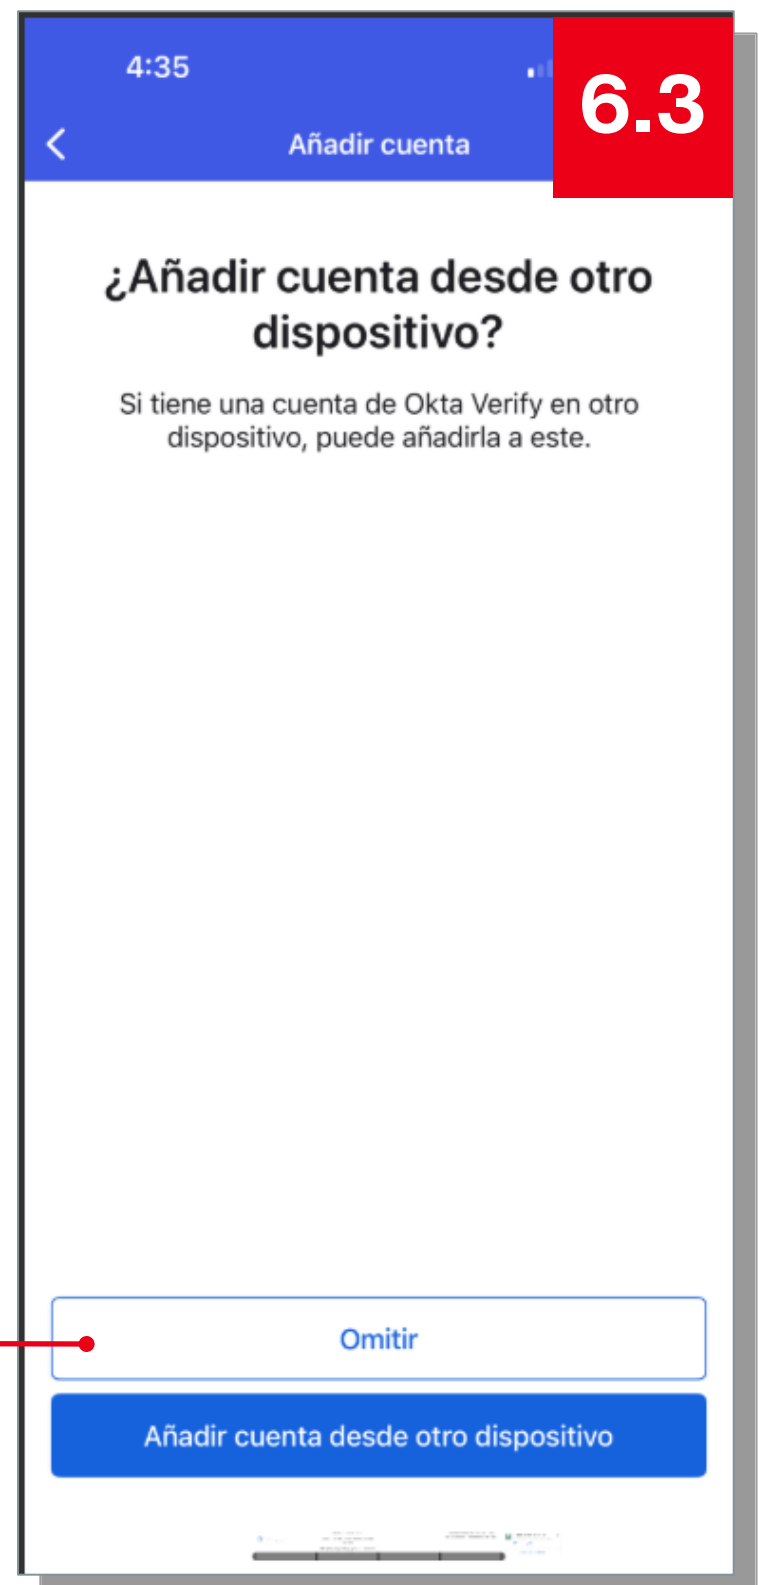 4:35
6.3
Añadir cuenta
¿Añadir cuenta desde otro
dispositivo?
Si tiene una cuenta de Okta Verify en otro
dispositivo, puede añadirla a este.
Omitir
Añadir cuenta desde otro dispositivo